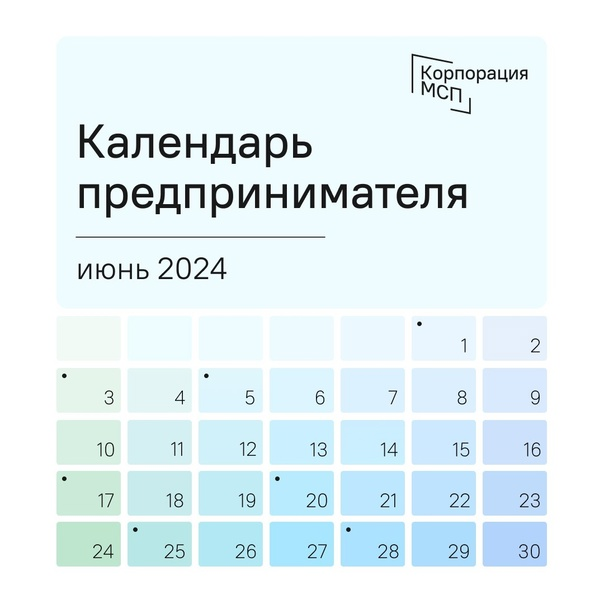 Корпорация
МСП
Календарь
предпринимателя
июнь 2024
1 2
3 4 5 6 7 8 9
10 11 12 13 14 15 16
17 18 19 20 21 22 23
24 25 26 27 28 29 30